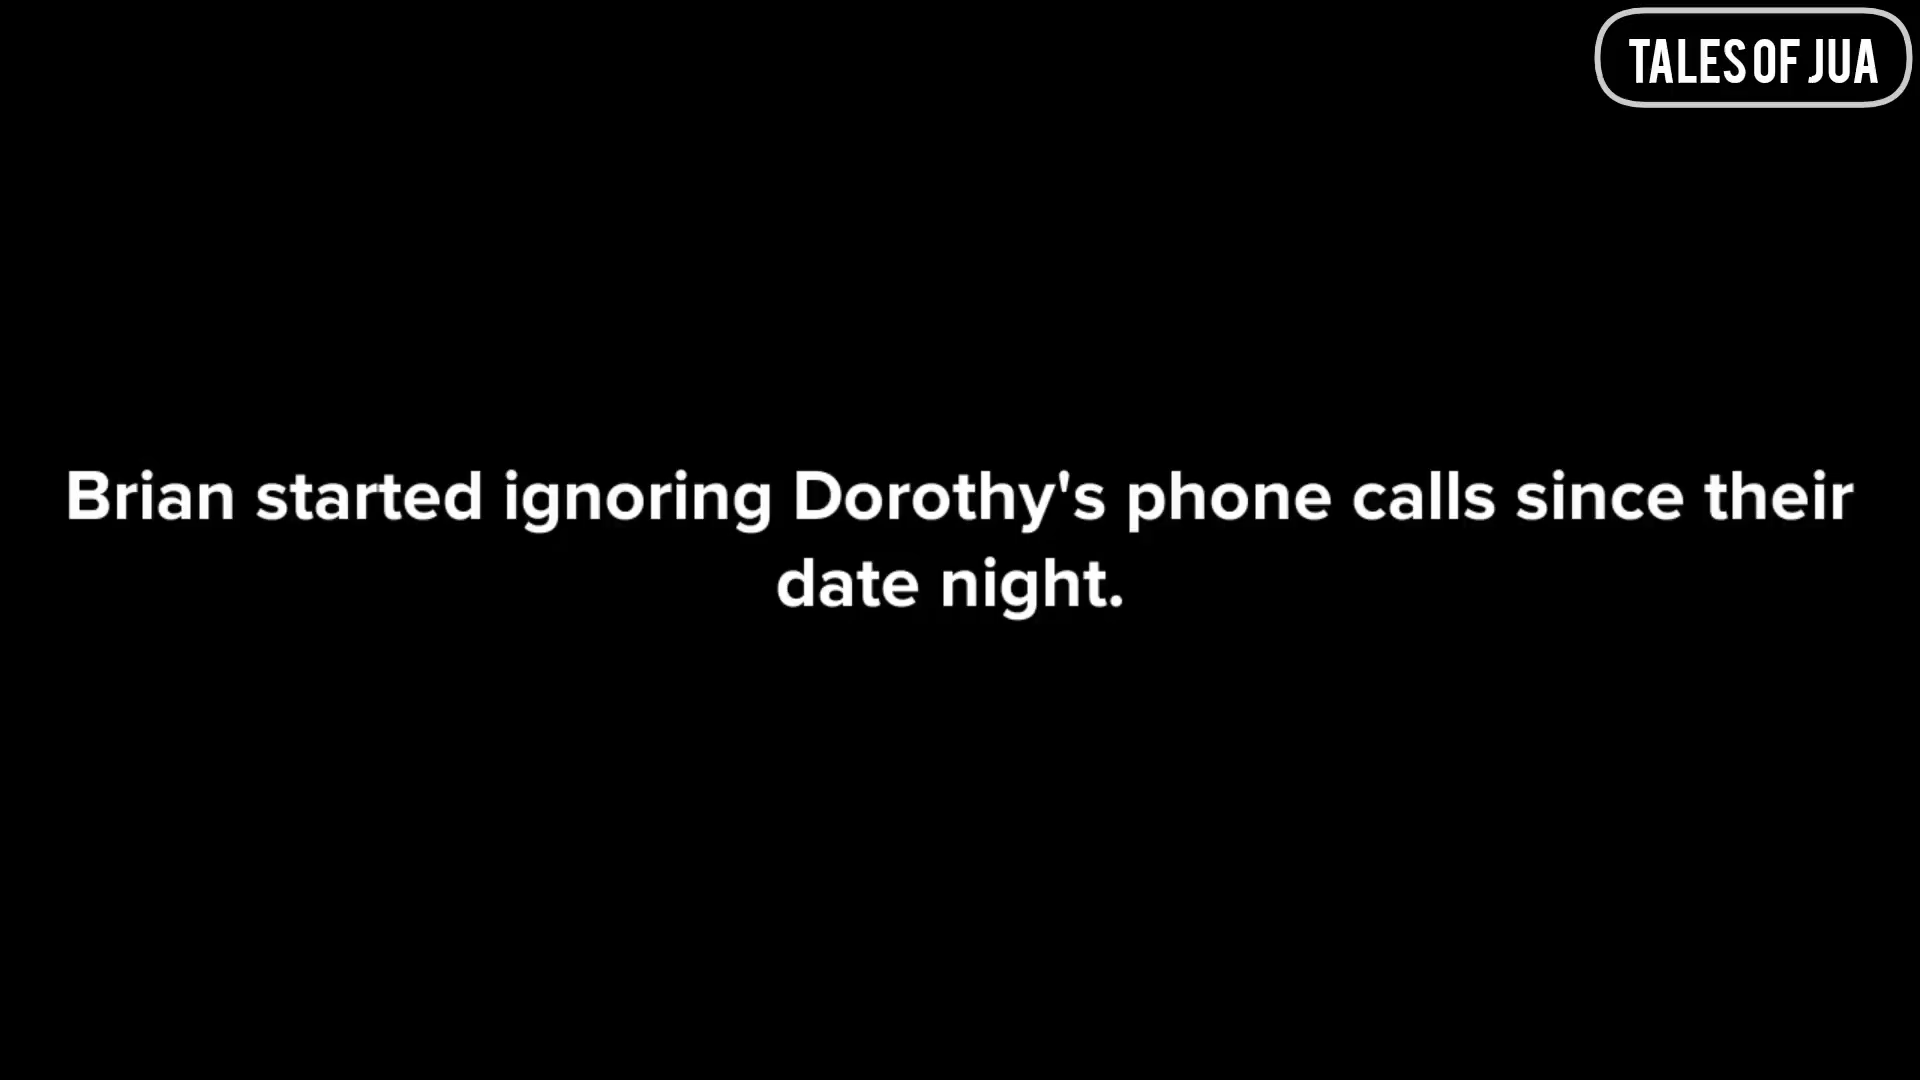 TALES OF JUA
Brian started ignoring Dorothy's phone calls since their
date night.